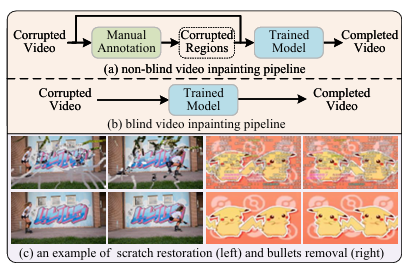 Corrupted Video
Manual Annotation
Corrupted Regions
Trained Model
Completed Video
(a) non-blind video inpainting pipeline
Corrupted Video
Trained Model
Completed Video
(b) blind video inpainting pipeline
(c) an example of scratch restoration (left) and bullets removal (right)